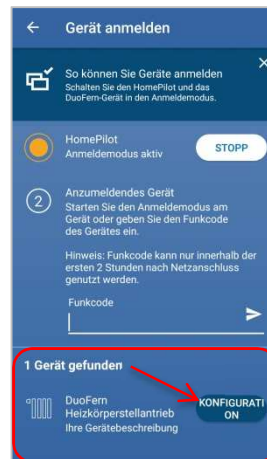 Gerät anmelden
So können Sie Geräte anmelden
Schalten Sie den HomePilot und das
DuoFern-Gerät in den Anmeldemodus.
HomePilot
Anmeldemodus aktiv
STOPP
2
Anzumeldendes Gerät
Starten Sie den Anmeldemodus am
Gerät oder geben Sie den Funkcode
des Gerätes ein.
Hinweis: Funkcode kann nur innerhalb der
ersten 2 Stunden nach Netzanschluss
genutzt werden.
Funkcode
1 Gerät gefunden
DuoFern
Heizkörperstellantrieb
Ihre Gerätebeschreibung
KONFIGURATI
ON